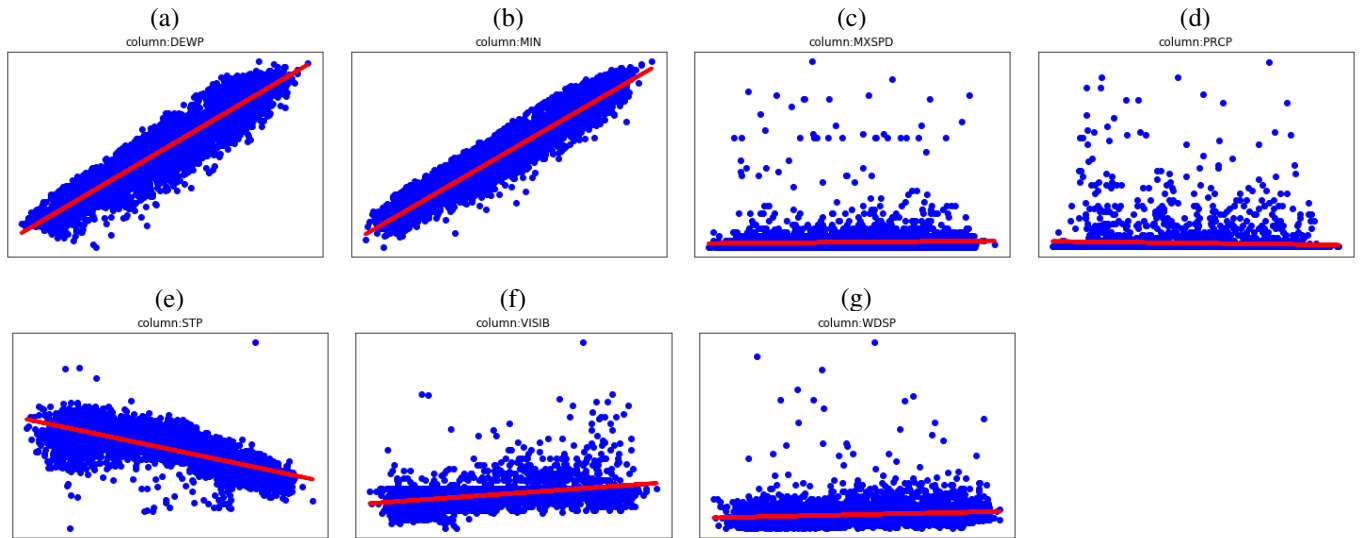 (a)
column:DEWP
(b)
column:MIN
(c)
column:MXSPD
(d)
column:PRCP
(e)
column:STP
(f)
column:VISIB
(g)
column:WDSP